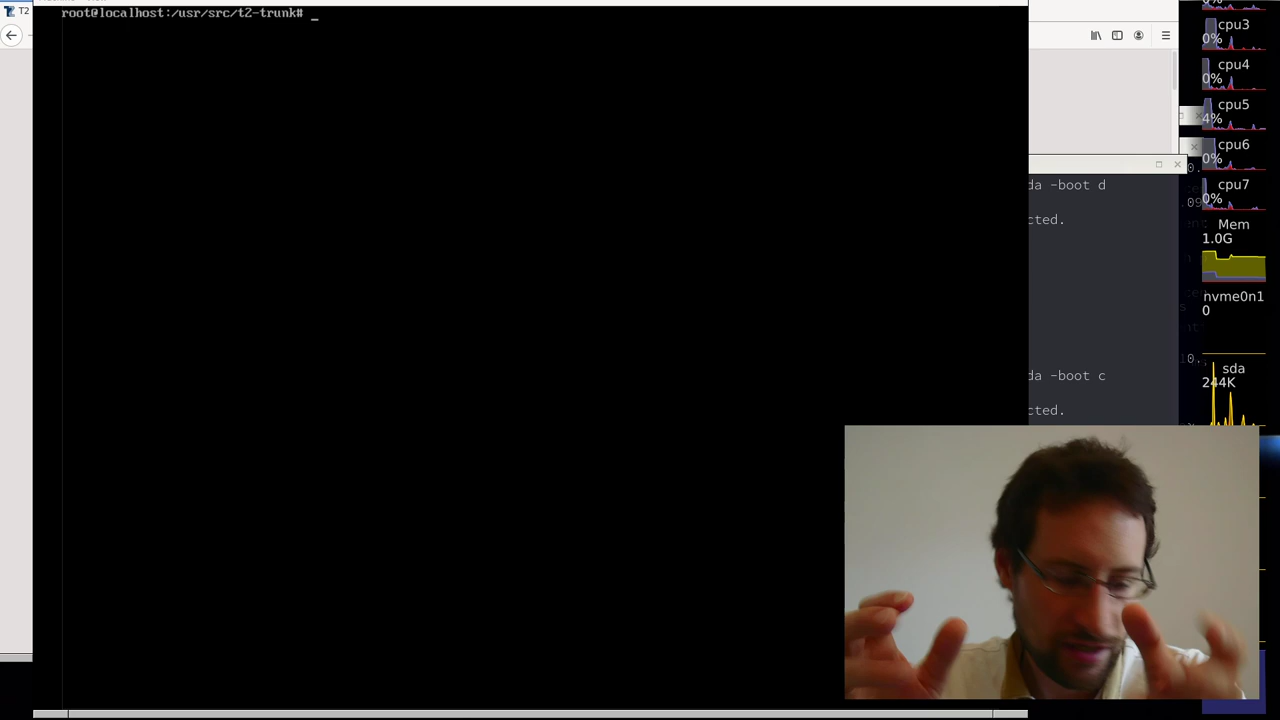 T2
root@localhost:/usr/src/t2-trunk# _
cpu3
0%
cpu4
0%
cpu5
4%
cpu6
0%
cpu7
0%
Mem
1.0G
nvme0n1
0
sda
244K
da -boot d
cted.
da -boot c
cted.